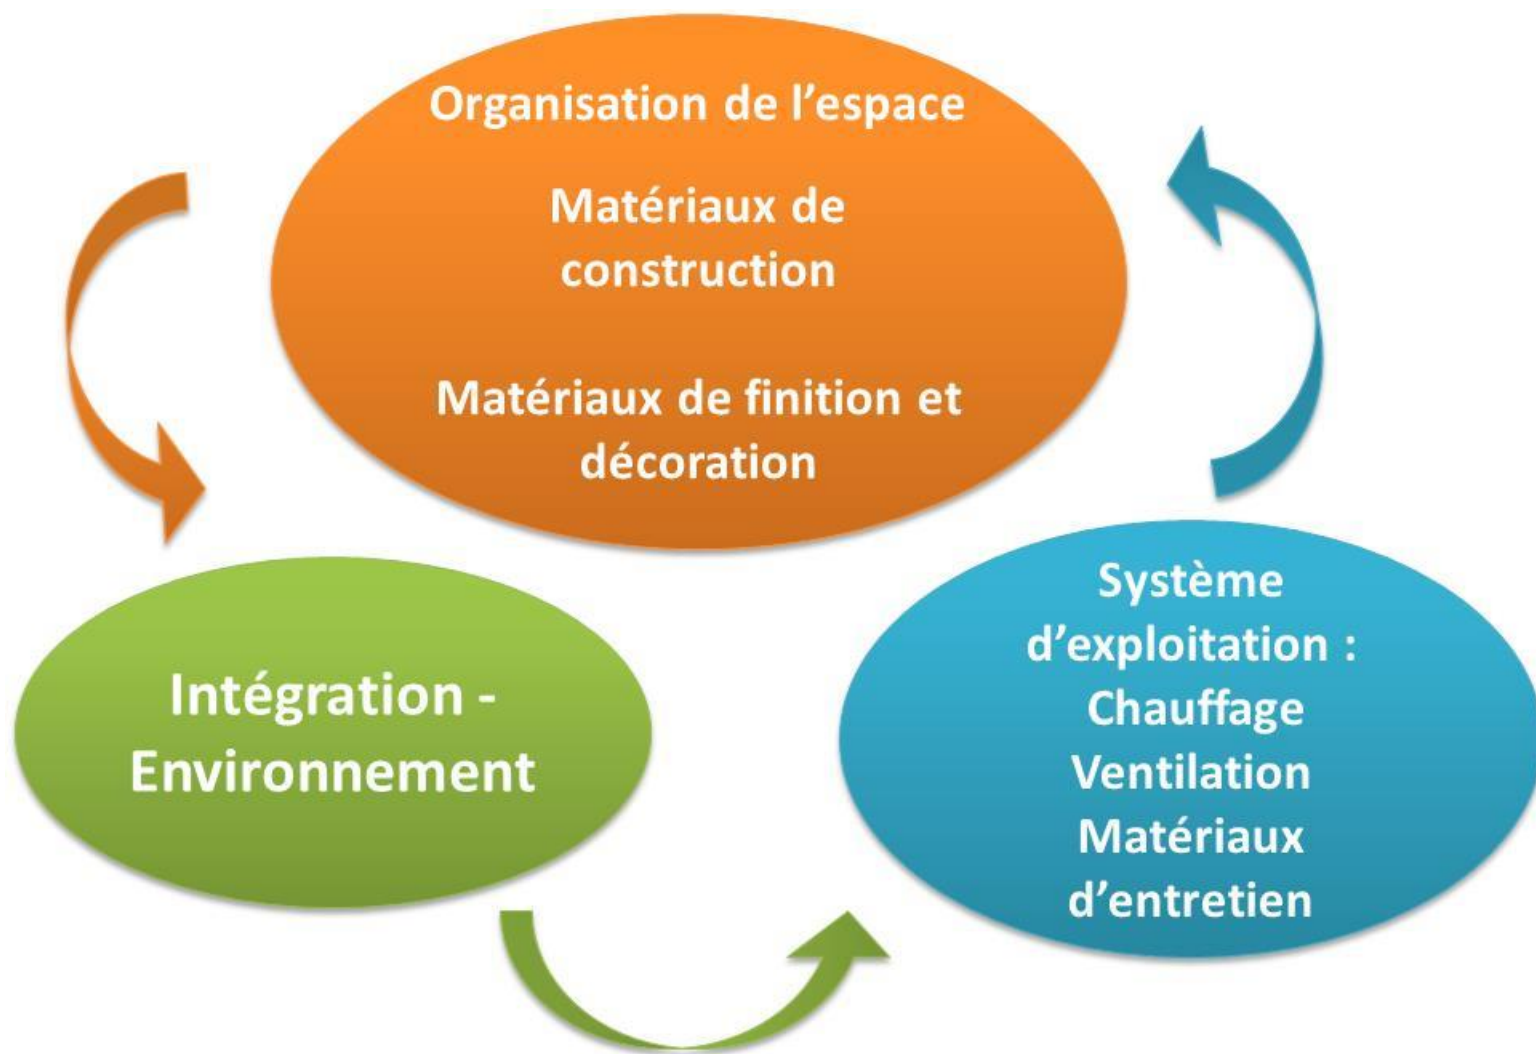 Organisation de l’espace
Matériaux de
construction
Matériaux de finition et
décoration
Intégration -
Environnement
Système
d’exploitation :
Chauffage
Ventilation
Matériaux
d’entretien